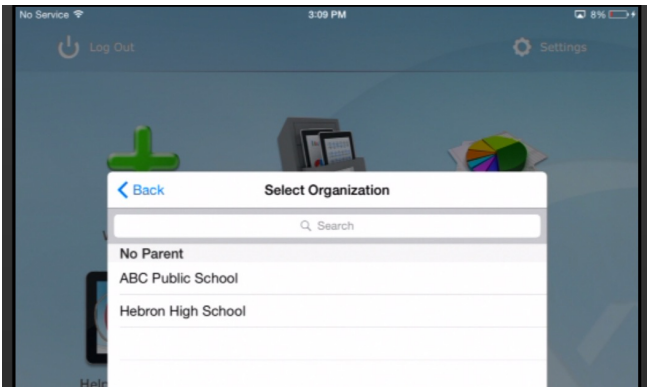 No Service 3:09 PM 8%
Log Out Settings
Back Select Organization
Search
No Parent
ABC Public School
Hebron High School
Help